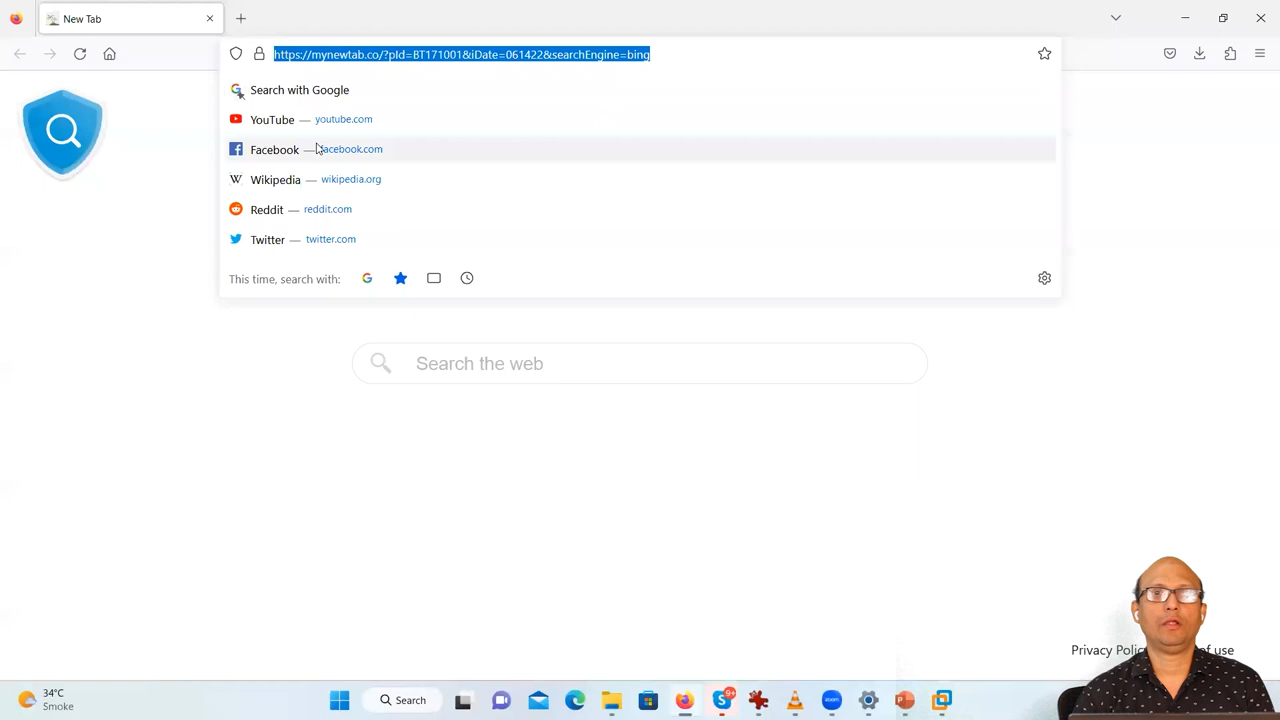 New Tab
https://mynewtab.co/?pId=BT171001&iDate=061422&searchEngine=bing
Search with Google
YouTube — youtube.com
Facebook — facebook.com
Wikipedia — wikipedia.org
Reddit — reddit.com
Twitter — twitter.com
This time, search with:
Search the web
Privacy Polic of use
34°C
Smoke
Search
zoom
9+